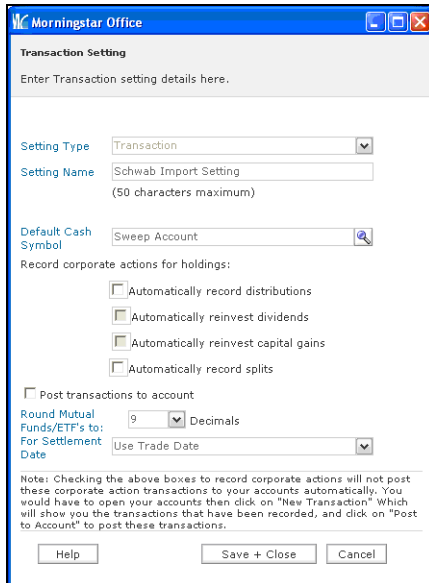 Morningstar Office
Transaction Setting
Enter Transaction setting details here.
Setting Type Transaction
Setting Name Schwab Import Setting
(50 characters maximum)
Default Cash Sweep Account
Symbol
Record corporate actions for holdings:
Automatically record distributions
Automatically reinvest dividends
Automatically reinvest capital gains
Automatically record splits
Post transactions to account
Round Mutual 9 Decimals
Funds/ETF's to:
For Settlement Use Trade Date
Date
Note: Checking the above boxes to record corporate actions will not post
these corporate action transactions to your accounts automatically. You
would have to open your accounts then click on "New Transaction" Which
will show you the transactions that have been recorded, and click on "Post
to Account" to post these transactions.
Help Save + Close Cancel